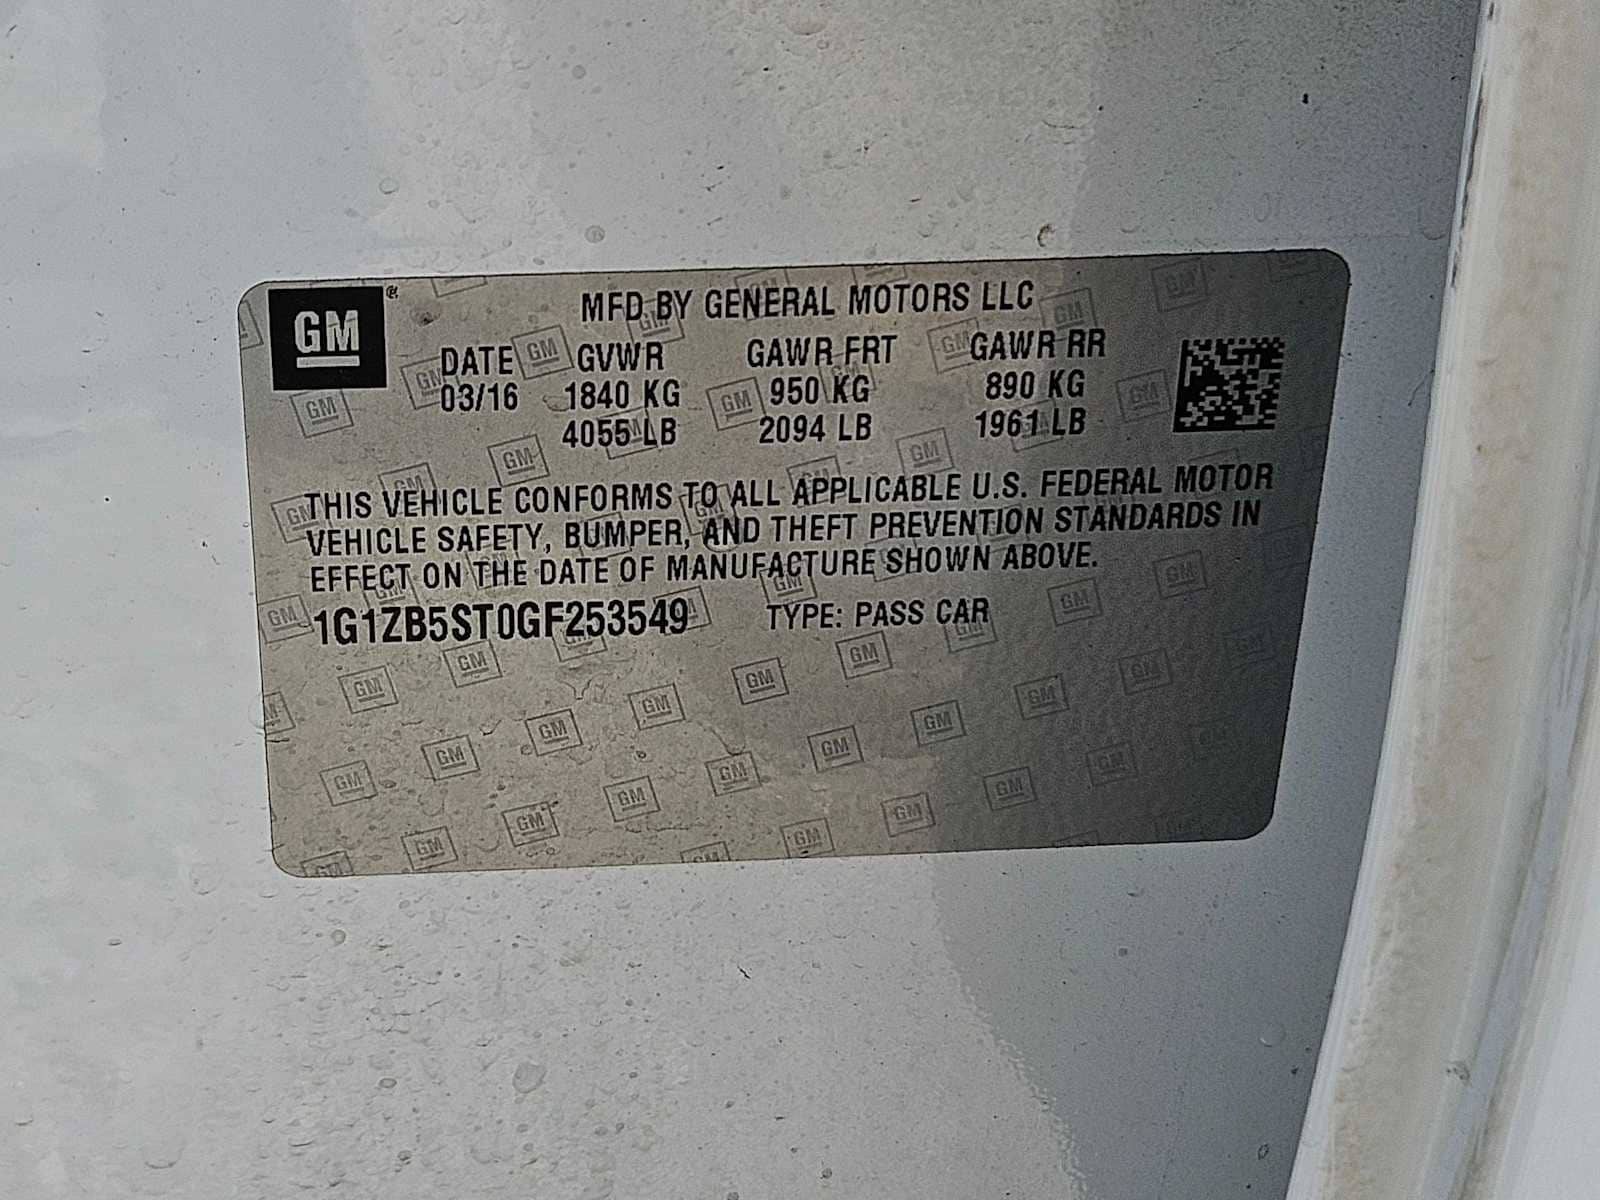 GM ®
MFD BY GENERAL MOTORS LLC
DATE GVWR GAWR FRT GAWR RR
03/16 1840 KG 950 KG 890 KG
4055 LB 2094 LB 1961 LB
THIS VEHICLE CONFORMS TO ALL APPLICABLE U.S. FEDERAL MOTOR
VEHICLE SAFETY, BUMPER, AND THEFT PREVENTION STANDARDS IN
EFFECT ON THE DATE OF MANUFACTURE SHOWN ABOVE.
1G1ZB5ST0GF253549 TYPE: PASS CAR